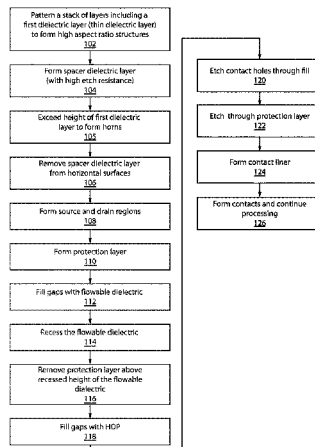 Pattern a stack of layers including a
first dielectric layer (thin dielectric layer)
to form high aspect ratio structures
102
Form spacer dielectric layer
(with high etch resistance)
104
Exceed height of first dielectric
layer to form horns
105
Remove spacer dielectric layer
from horizontal surfaces
106
Form source and drain regions
108
Form protection layer
110
Fill gaps with flowable dielectric
112
Recess the flowable dielectric
114
Remove protection layer above
recessed height of the flowable
dielectric
116
Fill gaps with HDP
118
Etch contact holes through fill
120
Etch through protection layer
122
Form contact liner
124
Form contacts and continue
processing
126